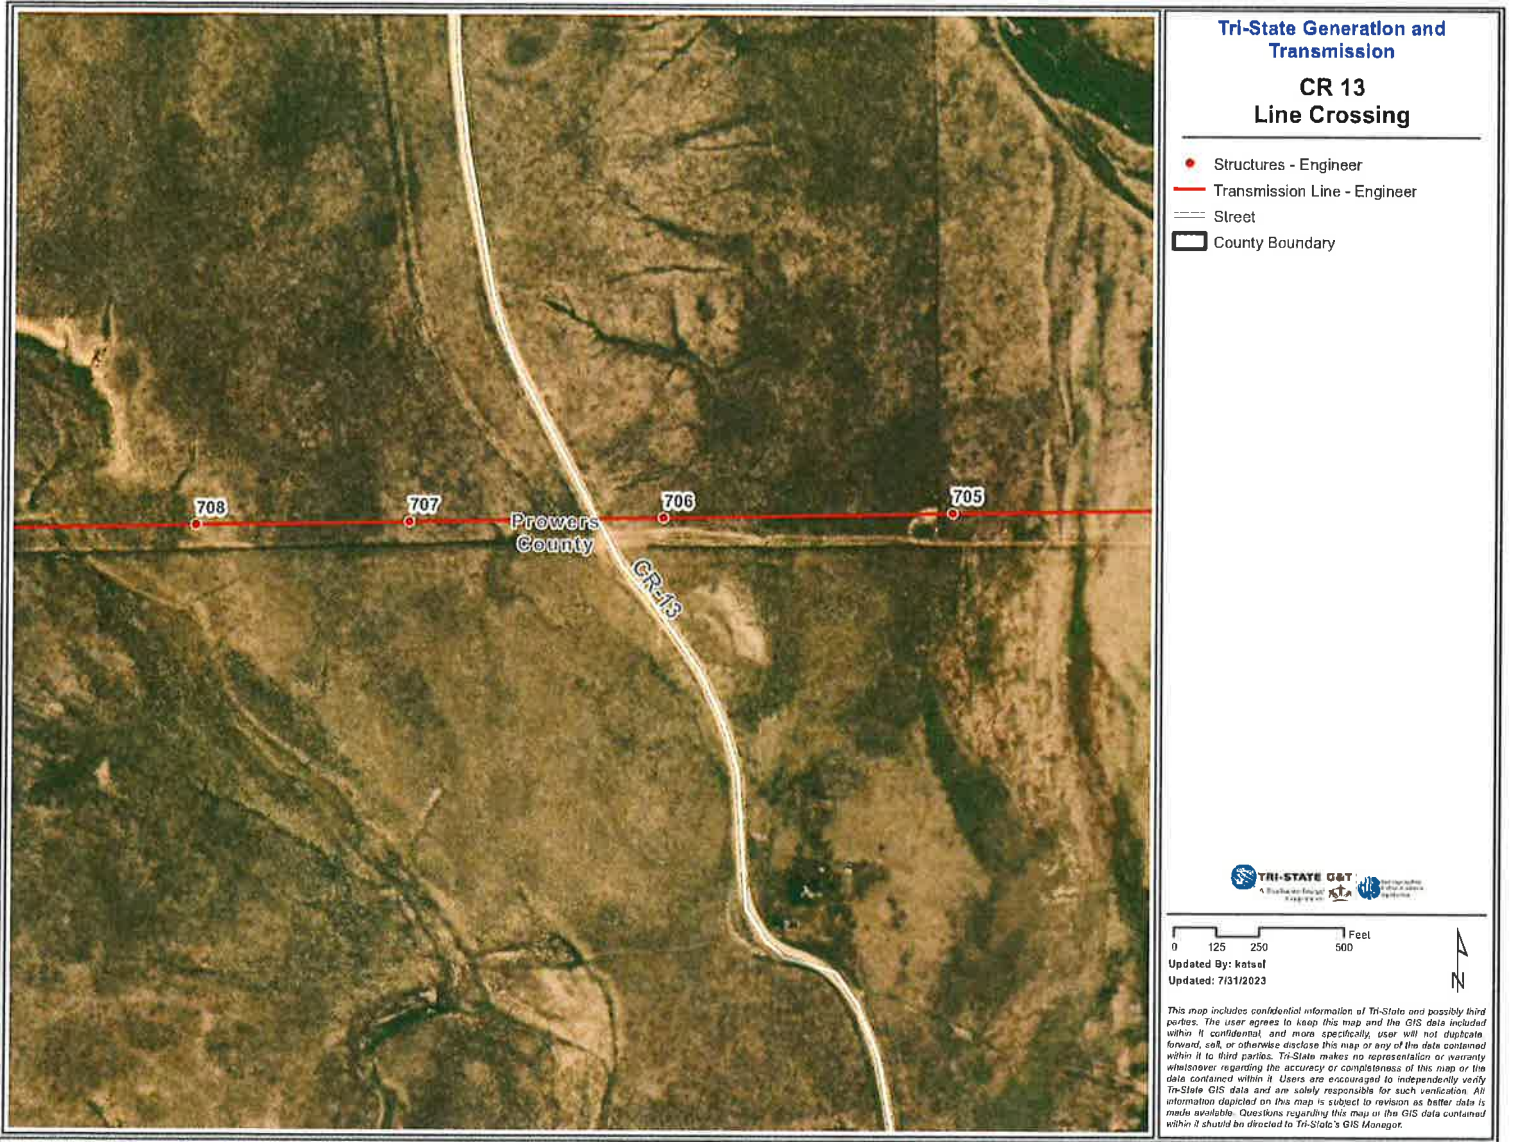 Tri-State Generation and
Transmission
CR 13
Line Crossing
Structures - Engineer
Transmission Line - Engineer
Street
County Boundary
708
707
706
705
Prowers
County
CR-13
TRI-STATE G&T
0 125 250 500
Feet
Updated By: katsof
Updated: 7/31/2023
N
This map includes confidential information of Tri-State and possibly third
parties. The user agrees to keep this map and the GIS data included
within it confidential, and more specifically, user will not duplicate,
forward, sell, or otherwise disclose this map or any of the data contained
within it to third parties. Tri-State makes no representation or warranty
whatsoever regarding the accuracy or completeness of this map or the
data contained within it. Users are encouraged to independently verify
Tri-State GIS data and are solely responsible for such verification. All
information depicted on this map is subject to revision as better data is
made available. Questions regarding this map or the GIS data contained
within it should be directed to Tri-State's GIS Manager.